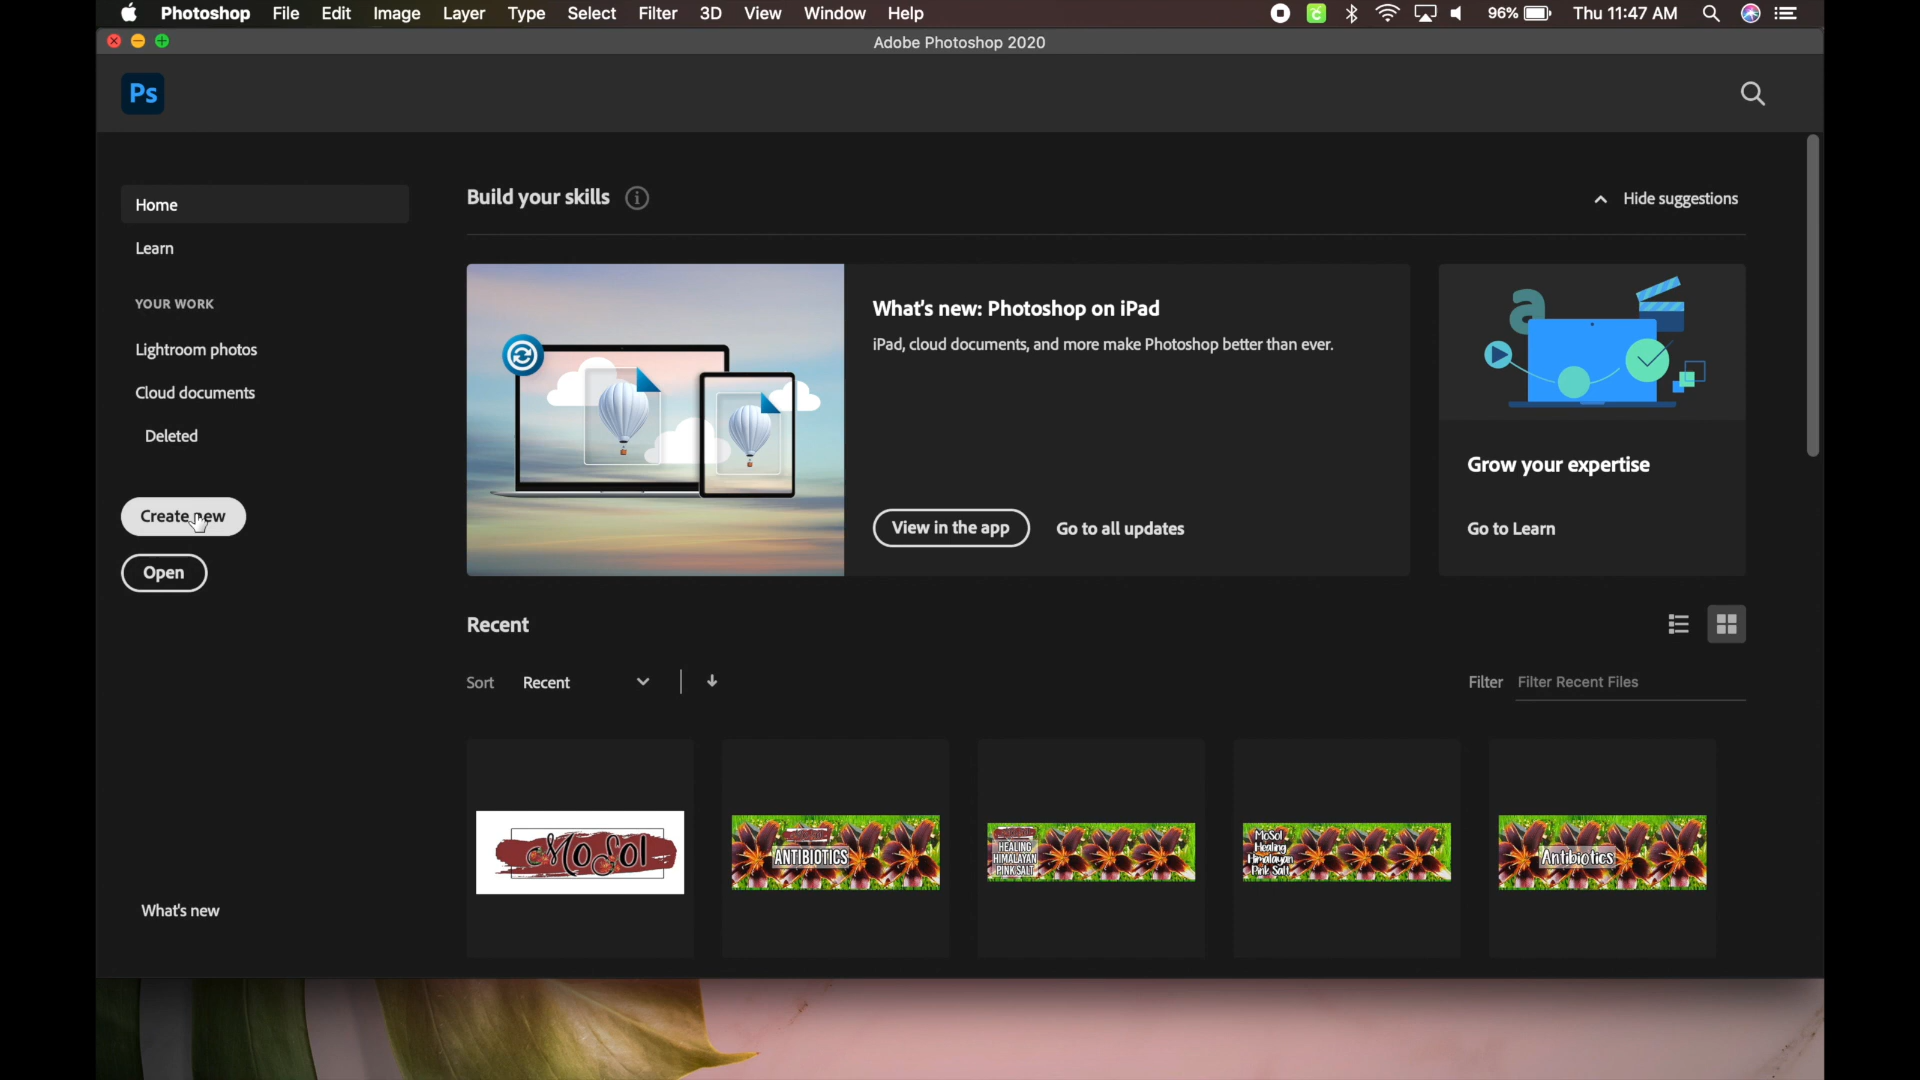 Photoshop File Edit Image Layer Type Select Filter 3D View Window Help 96% Thu 11:47 AM
Adobe Photoshop 2020
Ps
Home
Learn
YOUR WORK
Lightroom photos
Cloud documents
Deleted
Create new
Open
What's new
Build your skills
Hide suggestions
What's new: Photoshop on iPad
iPad, cloud documents, and more make Photoshop better than ever.
View in the app Go to all updates
a
Grow your expertise
Go to Learn
Recent
Sort Recent
Filter Filter Recent Files
MoSol
ANTIBIOTICS
HEALING
HIMALAYAN
PINK SALT
MoSol
Healing
Himalayan
Pink Salt
Antibiotics